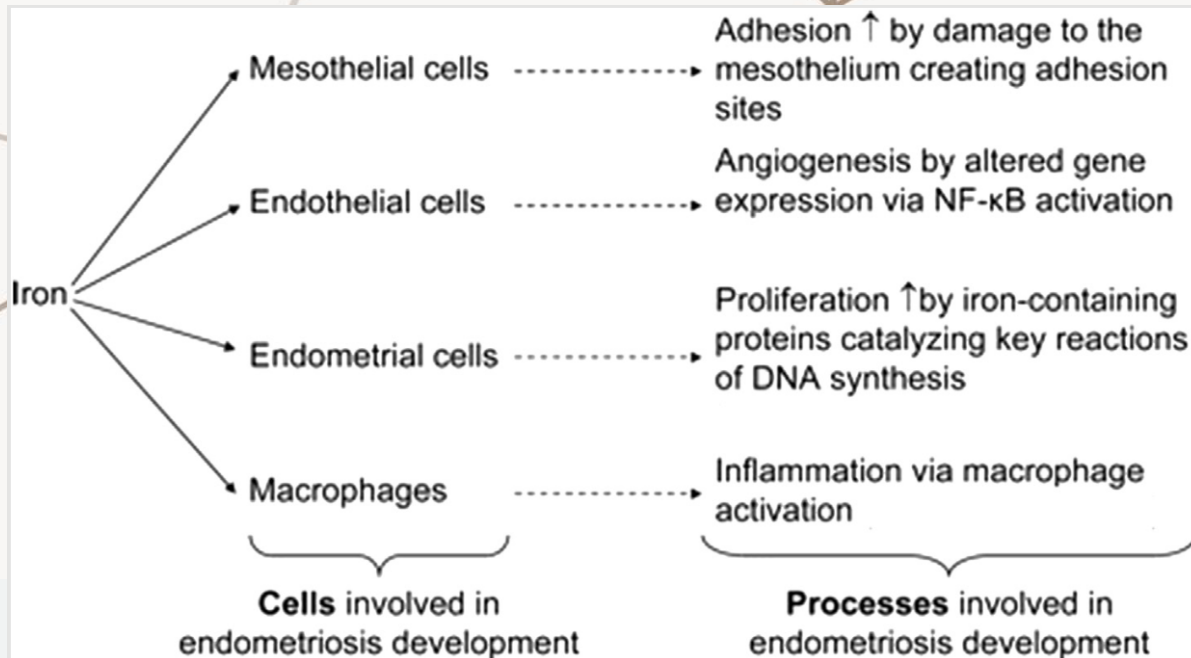 Iron
Mesothelial cells
Adhesion ↑ by damage to the
mesothelium creating adhesion
sites
Endothelial cells
Angiogenesis by altered gene
expression via NF-κB activation
Endometrial cells
Proliferation ↑by iron-containing
proteins catalyzing key reactions
of DNA synthesis
Macrophages
Inflammation via macrophage
activation
Cells involved in
endometriosis development
Processes involved in
endometriosis development